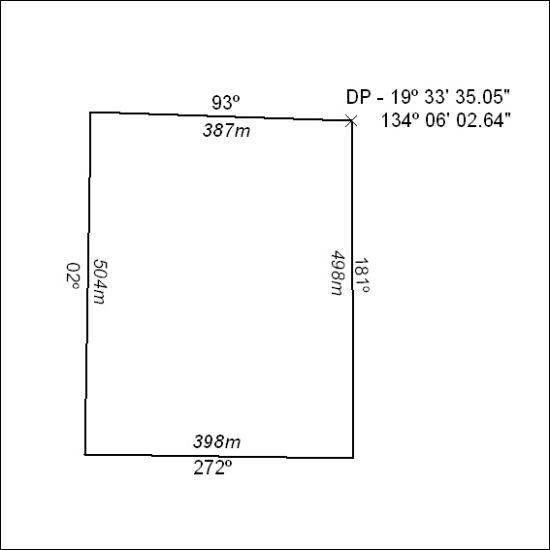 DP - 19º 33' 35.05"
134º 06' 02.64"
93º
387m
181º
498m
02º
504m
398m
272º